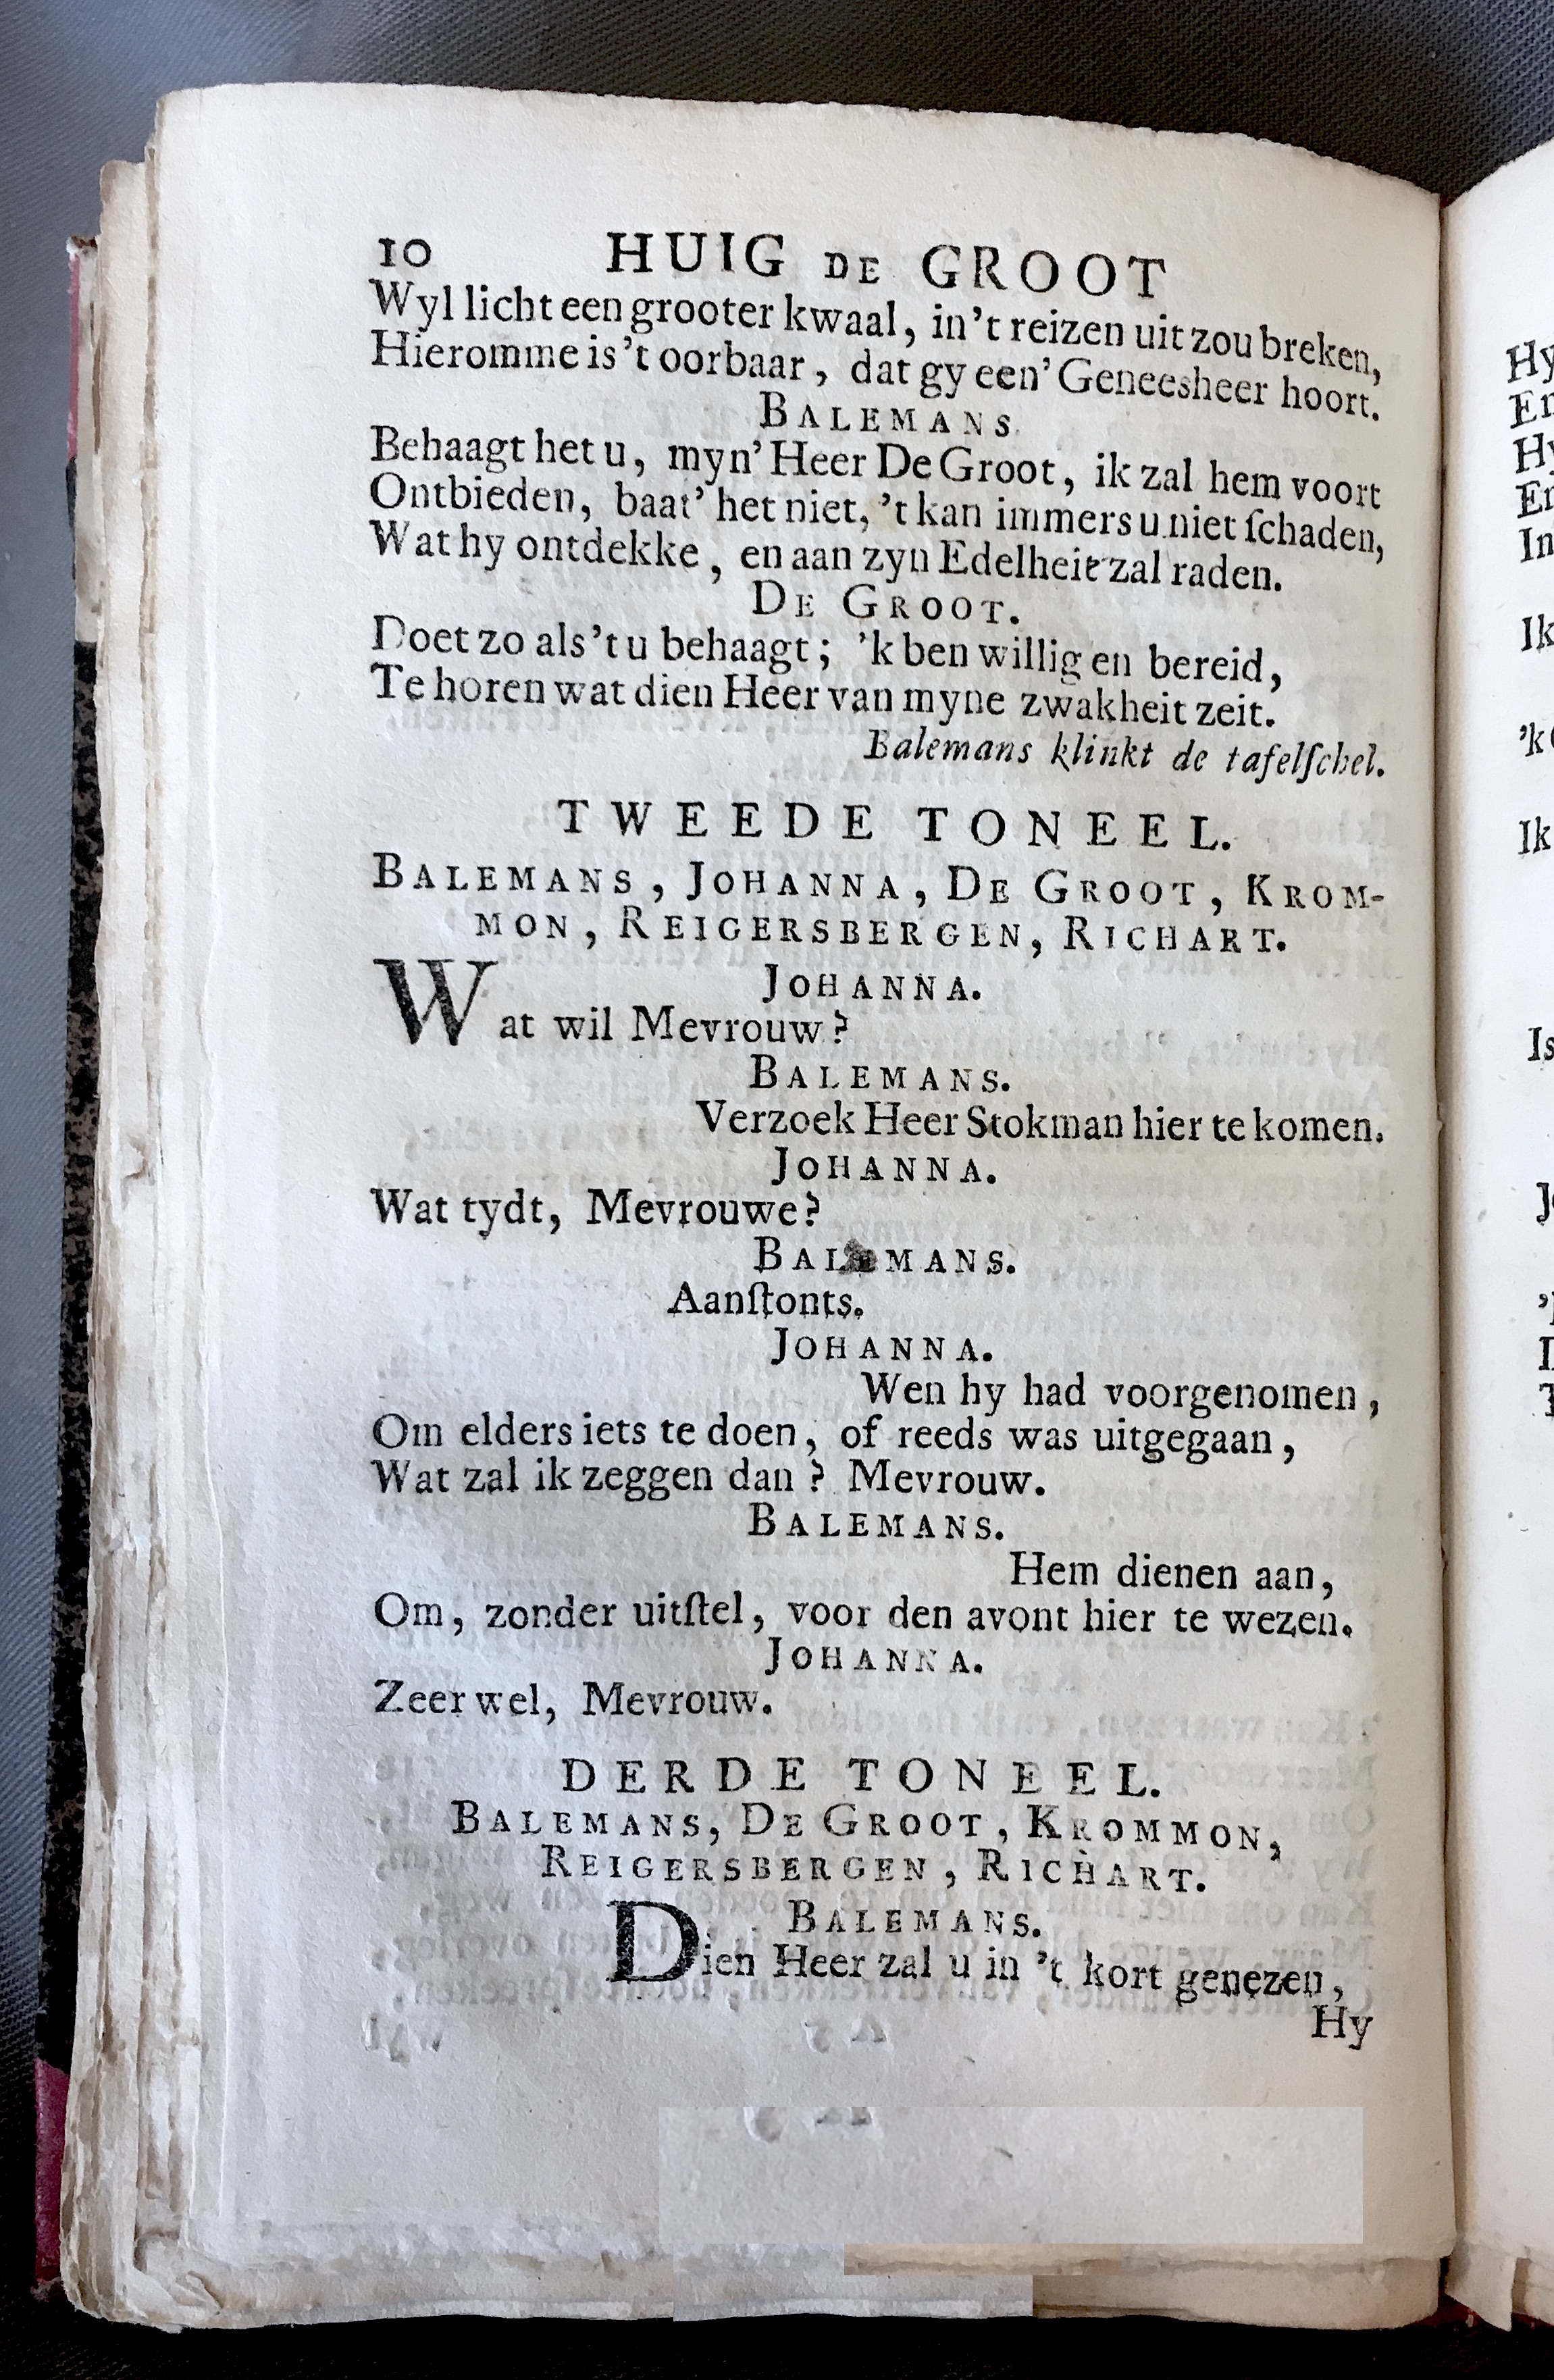 10 HUIG DE GROOT
Wyl licht een grooter kwaal, in 't reizen uit zou breken,
Hieromme is 't oorbaar, dat gy een' Geneesheer hoort.
BALEMANS.
Behaagt het u, myn' Heer De Groot, ik zal hem voort
Ontbieden, baat' het niet, 't kan immers u niet ſchaden,
Wat hy ontdekke, en aan zyn Edelheit zal raden.
DE GROOT.
Doet zo als 't u behaagt; 'k ben willig en bereid,
Te horen wat dien Heer van myne zwakheit zeit.
Balemans klinkt de tafelſchel.
TWEEDE TONEEL.
BALEMANS, JOHANNA, DE GROOT, KROM-
MON, REIGERSBERGEN, RICHART.
JOHANNA.
Wat wil Mevrouw?
BALEMANS.
Verzoek Heer Stokman hier te komen.
JOHANNA.
Wat tydt, Mevrouwe?
BALEMANS.
Aanſtonts.
JOHANNA.
Wen hy had voorgenomen,
Om elders iets te doen, of reeds was uitgegaan,
Wat zal ik zeggen dan? Mevrouw.
BALEMANS.
Hem dienen aan,
Om, zonder uitſtel, voor den avont hier te wezen.
JOHANNA.
Zeer wel, Mevrouw.
DERDE TONEEL.
BALEMANS, DE GROOT, KROMMON,
REIGERSBERGEN, RICHART.
BALEMANS.
Dien Heer zal u in 't kort genezen,
Hy